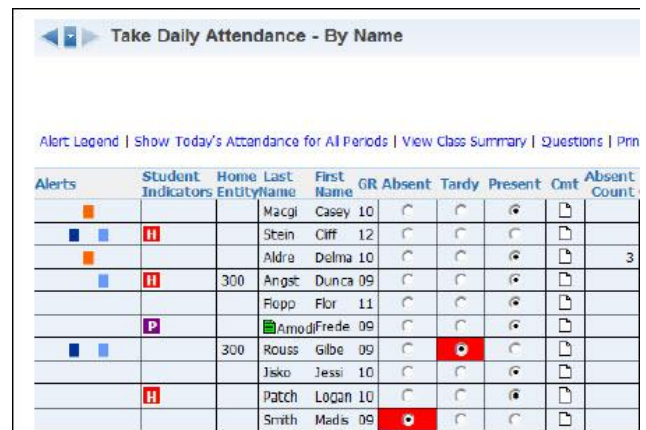 Take Daily Attendance - By Name
Alert Legend | Show Today's Attendance for All Periods | View Class Summary | Questions | Prin
Alerts Student Indicators Home Entity Last Name First Name GR Absent Tardy Present Cmt Absent Count
Macgi Casey 10
H Stein Cliff 12
Aldre Delma 10 3
H 300 Angst Dunca 09
Flopp Flor 11
P Amodj Frede 09
300 Rouss Gilbe 09
Jisko Jessi 10
H Patch Logan 10
Smith Madis 09